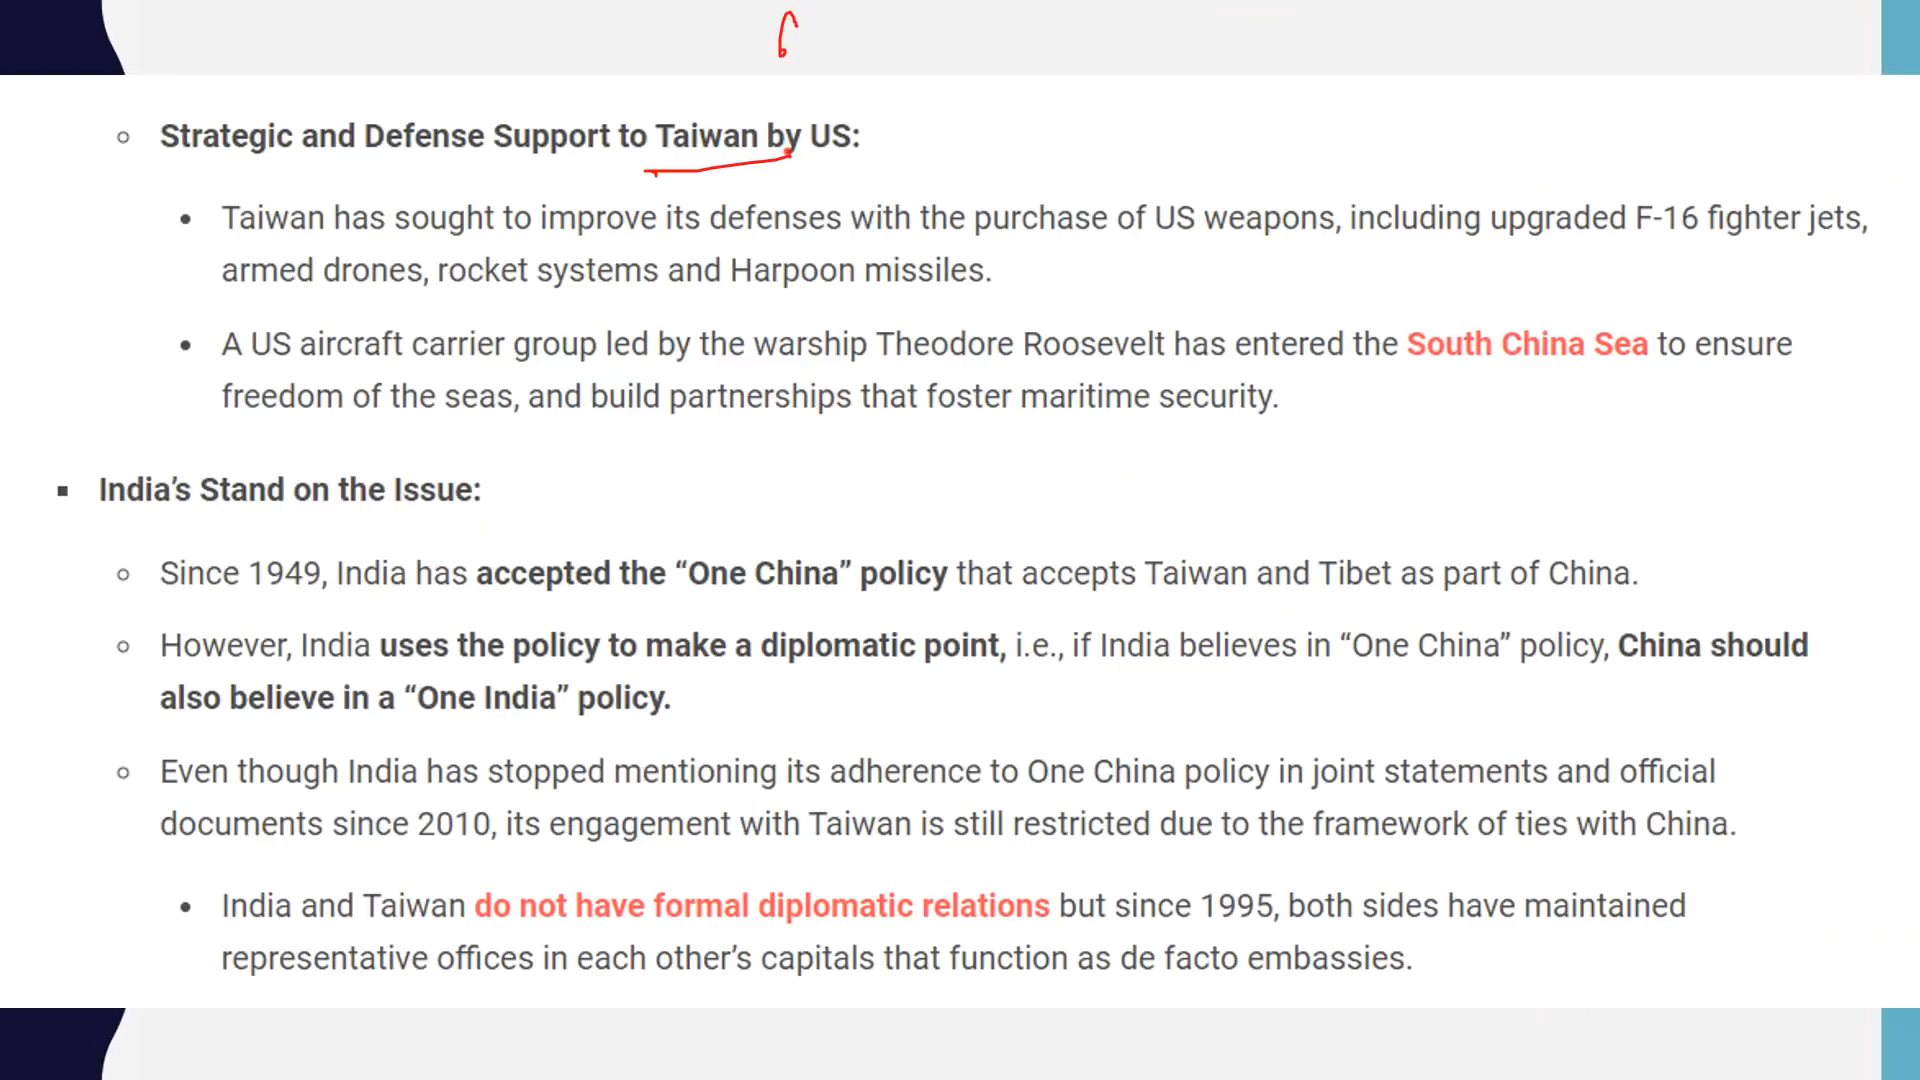 Strategic and Defense Support to Taiwan by US:
Taiwan has sought to improve its defenses with the purchase of US weapons, including upgraded F-16 fighter jets,
armed drones, rocket systems and Harpoon missiles.
A US aircraft carrier group led by the warship Theodore Roosevelt has entered the South China Sea to ensure
freedom of the seas, and build partnerships that foster maritime security.
India’s Stand on the Issue:
Since 1949, India has accepted the “One China” policy that accepts Taiwan and Tibet as part of China.
However, India uses the policy to make a diplomatic point, i.e., if India believes in “One China” policy, China should
also believe in a “One India” policy.
Even though India has stopped mentioning its adherence to One China policy in joint statements and official
documents since 2010, its engagement with Taiwan is still restricted due to the framework of ties with China.
India and Taiwan do not have formal diplomatic relations but since 1995, both sides have maintained
representative offices in each other’s capitals that function as de facto embassies.